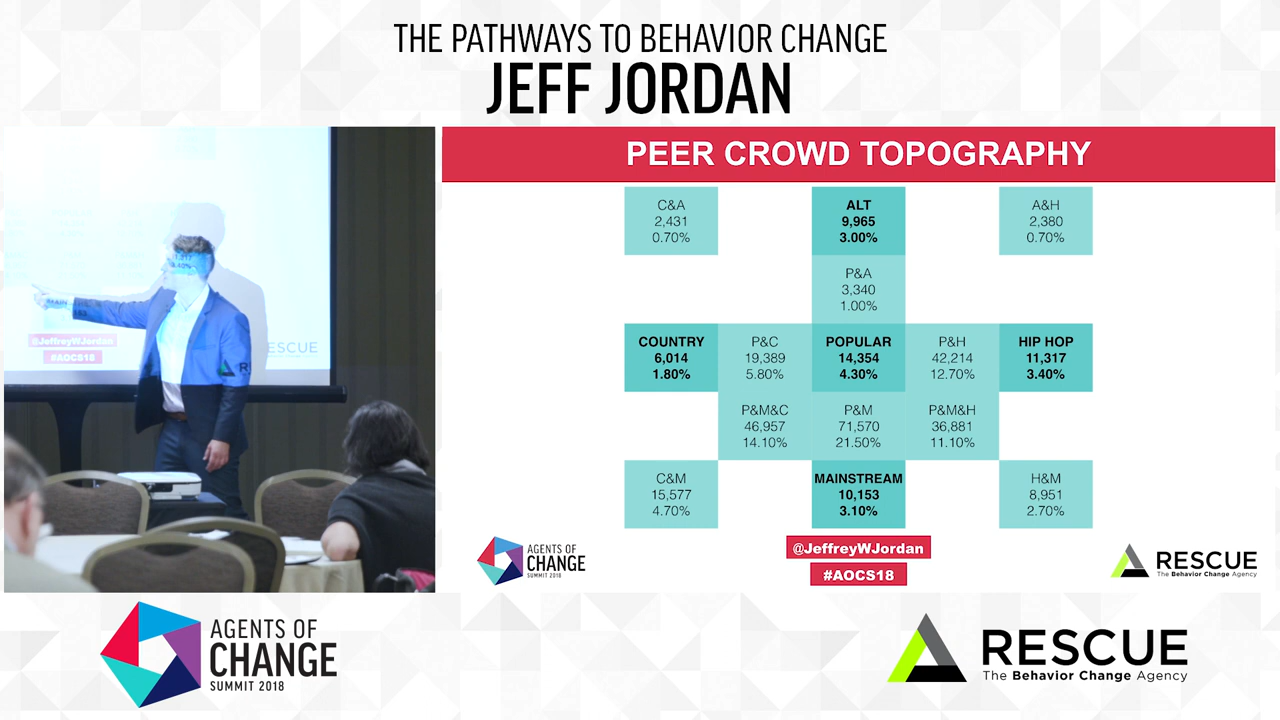 THE PATHWAYS TO BEHAVIOR CHANGE
JEFF JORDAN
PEER CROWD TOPOGRAPHY
C&A
2,431
0.70%
ALT
9,965
3.00%
A&H
2,380
0.70%
P&A
3,340
1.00%
COUNTRY
6,014
1.80%
P&C
19,389
5.80%
POPULAR
14,354
4.30%
P&H
42,214
12.70%
HIP HOP
11,317
3.40%
P&M&C
46,957
14.10%
P&M
71,570
21.50%
P&M&H
36,881
11.10%
C&M
15,577
4.70%
MAINSTREAM
10,153
3.10%
H&M
8,951
2.70%
@JeffreyWJordan
#AOCS18
AGENTS OF
CHANGE
SUMMIT 2018
RESCUE
The Behavior Change Agency
@JeffreyWJordan
#AOCS18
ESCUE
AGENTS OF
CHANGE
SUMMIT 2018
RESCUE
The Behavior Change Agency